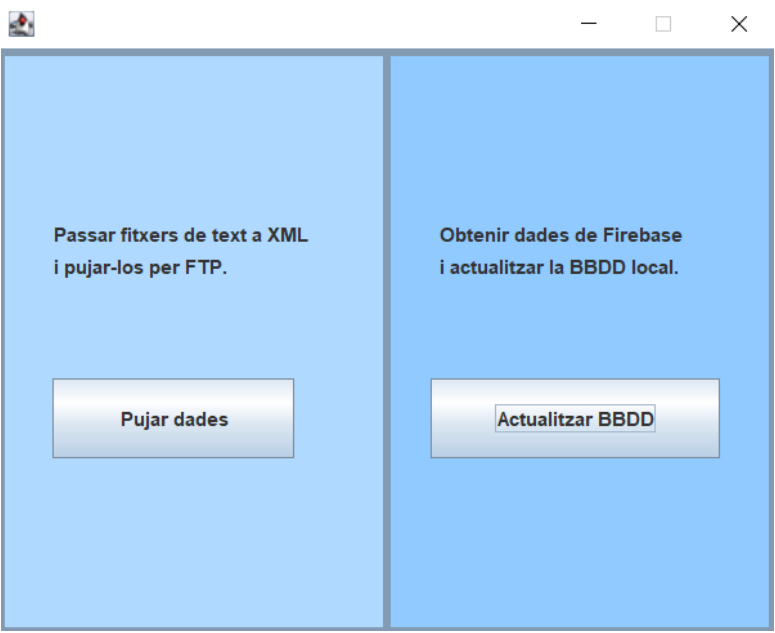 Passar fitxers de text a XML
i pujar-los per FTP.
Pujar dades
Obtenir dades de Firebase
i actualitzar la BBDD local.
Actualitzar BBDD